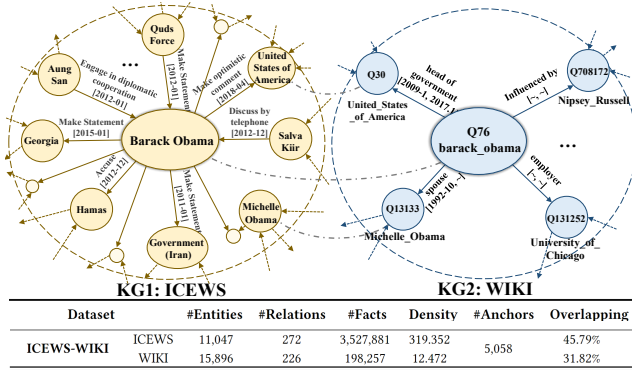 Quds
Force
Aung
San
...
Engage in diplomatic
cooperation
[2012-01]
Make Statement
[2012-01]
Make optimistic
comment
[2018-04]
United
States of
America
Georgia
Make Statement
[2015-01]
Barack Obama
Discuss by
telephone
[2012-12]
Salva
Kiir
Accuse
[2012-12]
Hamas
Make Statement
[2011-01]
Government
(Iran)
Michelle
Obama
KG1: ICEWS
Q30
United_States
_of_America
head of
government
[2009-1, 2017-1]
Influenced by
[~, ~]
Q708172
Nipsey_Russell
Q76
barack_obama
...
spouse
[1992-10, ~]
employer
[~, ~]
Q13133
Michelle_Obama
Q131252
University_of_
Chicago
KG2: WIKI
Dataset #Entities #Relations #Facts Density #Anchors Overlapping
ICEWS-WIKI
ICEWS 11,047 272 3,527,881 319.352 5,058 45.79%
WIKI 15,896 226 198,257 12.472 31.82%